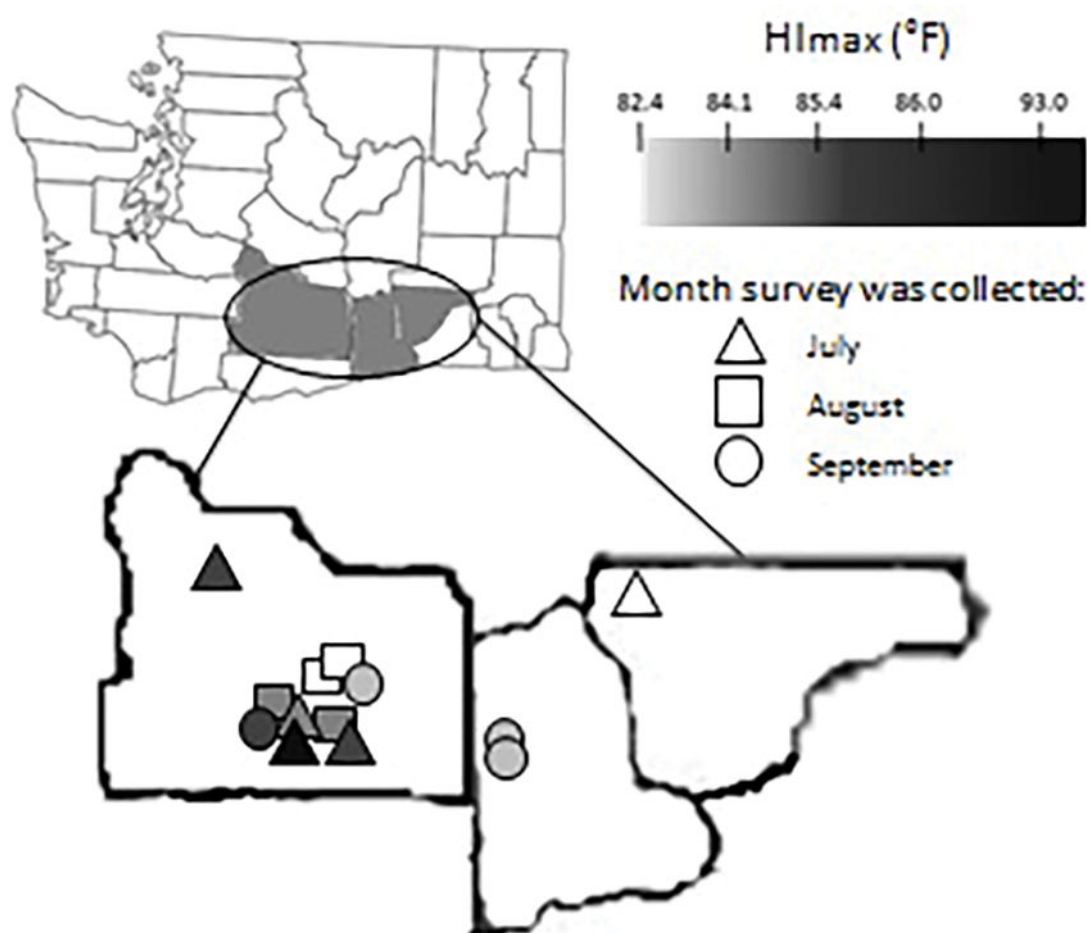 HImax (°F)
82.4 84.1 85.4 86.0 93.0
Month survey was collected:
July
August
September